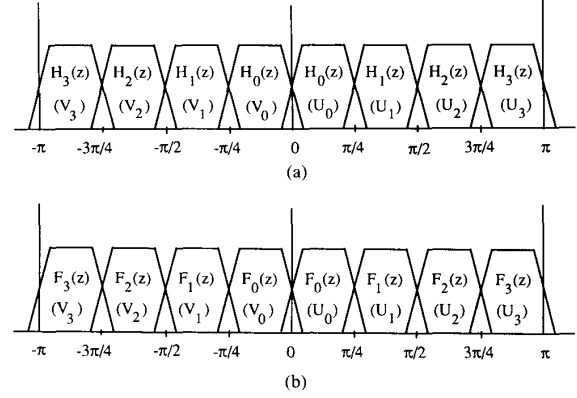 H₃(z) H₂(z) H₁(z) H₀(z) H₀(z) H₁(z) H₂(z) H₃(z)
(V₃) (V₂) (V₁) (V₀) (U₀) (U₁) (U₂) (U₃)
-π -3π/4 -π/2 -π/4 0 π/4 π/2 3π/4 π
(a)
F₃(z) F₂(z) F₁(z) F₀(z) F₀(z) F₁(z) F₂(z) F₃(z)
(V₃) (V₂) (V₁) (V₀) (U₀) (U₁) (U₂) (U₃)
-π -3π/4 -π/2 -π/4 0 π/4 π/2 3π/4 π
(b)